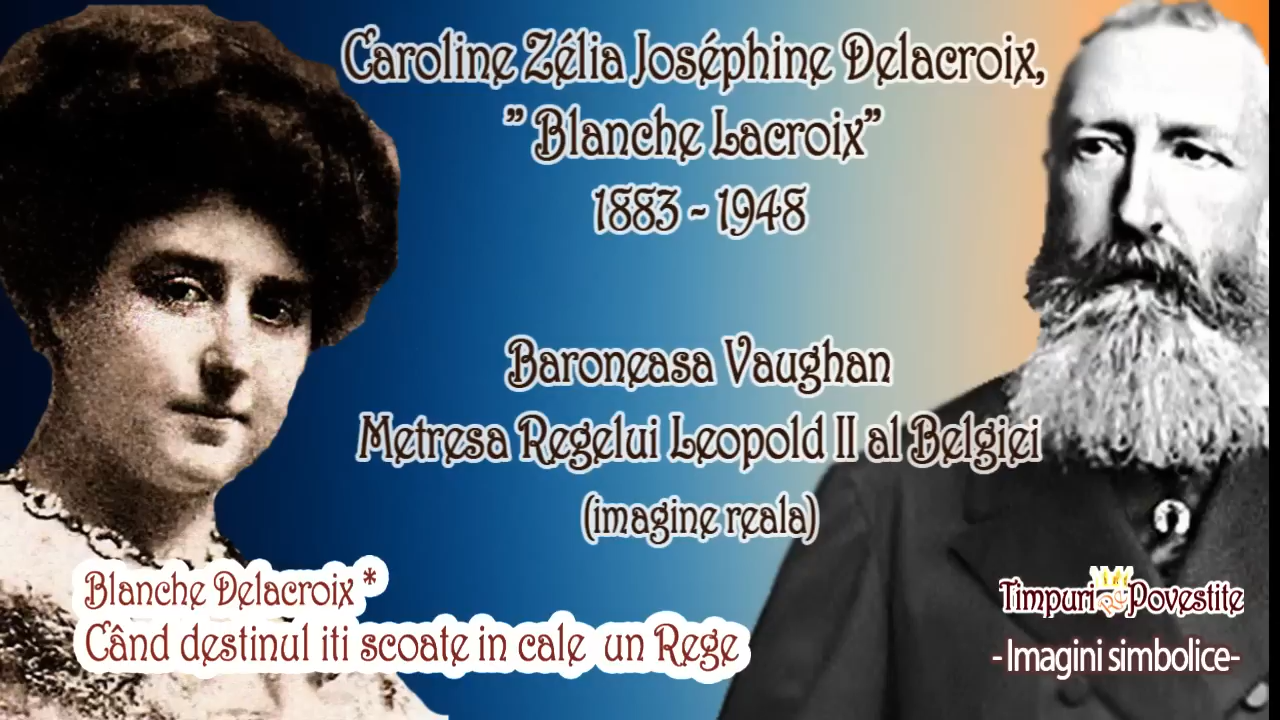 Caroline Zélia Joséphine Delacroix,
” Blanche Lacroix”
1883 - 1948
Baroneasa Vaughan
Metresa Regelui Leopold II al Belgiei
(imagine reala)
Blanche Delacroix *
Când destinul iti scoate in cale un Rege
Timpuri RePovestite
- Imagini simbolice-